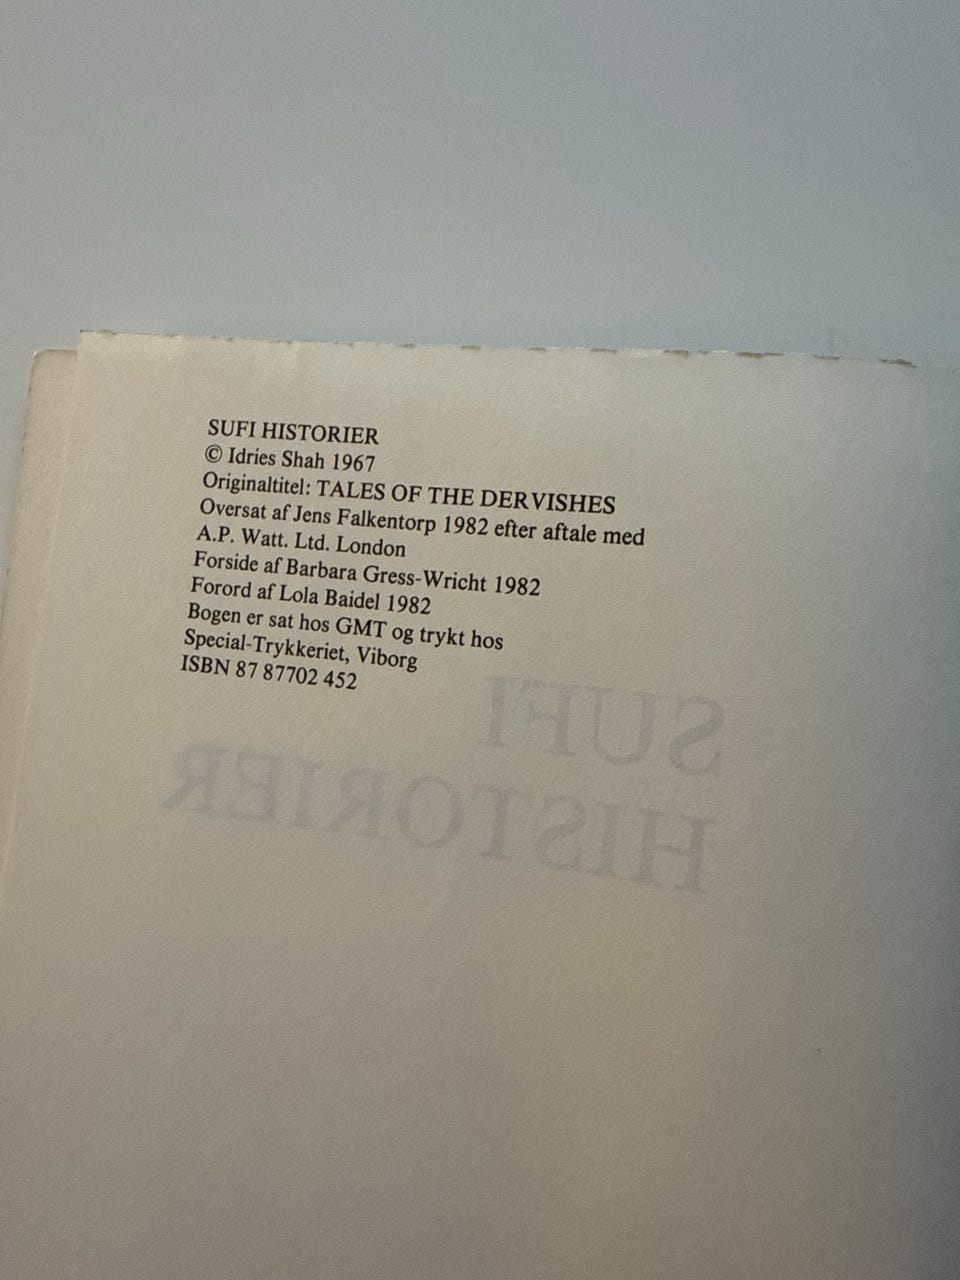 SUFI HISTORIER
© Idries Shah 1967
Originaltitel: TALES OF THE DERVISHES
Oversat af Jens Falkentorp 1982 efter aftale med
A.P. Watt. Ltd. London
Forside af Barbara Gress-Wricht 1982
Forord af Lola Baidel 1982
Bogen er sat hos GMT og trykt hos
Special-Trykkeriet, Viborg
ISBN 87 87702 452
SUFI
HISTORIER